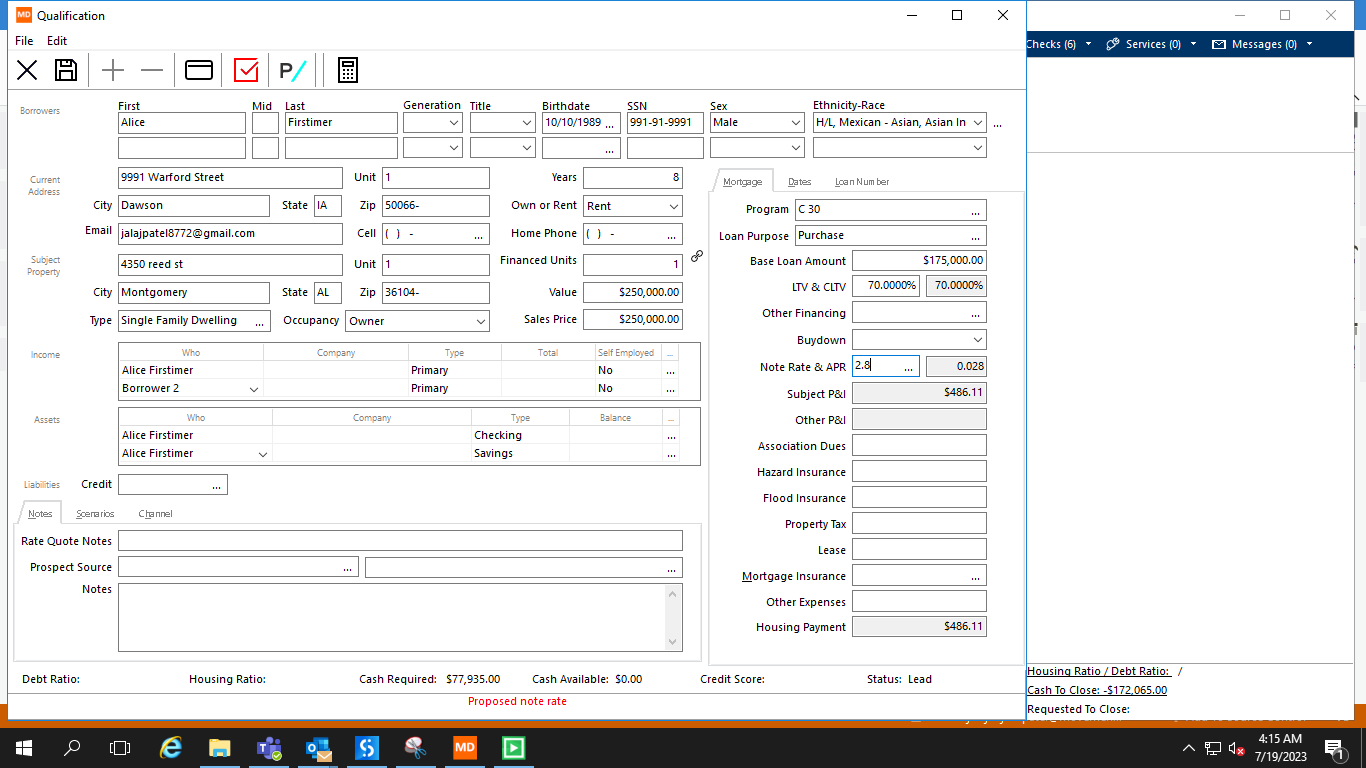 MD Qualification
File Edit
P/
Checks (6) Services (0) Messages (0)
Borrowers First Mid Last Generation Title Birthdate SSN Sex Ethnicity-Race
Alice Firstimer 10/10/1989 ... 991-91-9991 Male H/L, Mexican - Asian, Asian In ...
...
Current Address 9991 Warford Street Unit 1 Years 8
City Dawson State IA Zip 50066- Own or Rent Rent
Email jalajpatel8772@gmail.com Cell ( ) - ... Home Phone ( ) - ...
Subject Property 4350 reed st Unit 1 Financed Units 1
City Montgomery State AL Zip 36104- Value $250,000.00
Type Single Family Dwelling ... Occupancy Owner Sales Price $250,000.00
Income Who Company Type Total Self Employed ...
Alice Firstimer Primary No ...
Borrower 2 Primary No ...
Assets Who Company Type Balance ...
Alice Firstimer Checking ...
Alice Firstimer Savings ...
Liabilities Credit ...
Notes Scenarios Channel
Rate Quote Notes
Prospect Source ... ...
Notes
Mortgage Dates Loan Number
Program C 30 ...
Loan Purpose Purchase ...
Base Loan Amount $175,000.00
LTV & CLTV 70.0000% 70.0000%
Other Financing ...
Buydown
Note Rate & APR 2.8 ... 0.028
Subject P&I $486.11
Other P&I
Association Dues
Hazard Insurance
Flood Insurance
Property Tax
Lease
Mortgage Insurance ...
Other Expenses
Housing Payment $486.11
Debt Ratio: Housing Ratio: Cash Required: $77,935.00 Cash Available: $0.00 Credit Score: Status: Lead
Proposed note rate
Housing Ratio / Debt Ratio: /
Cash To Close: -$172,065.00
Requested To Close:
MD
4:15 AM
7/19/2023
1